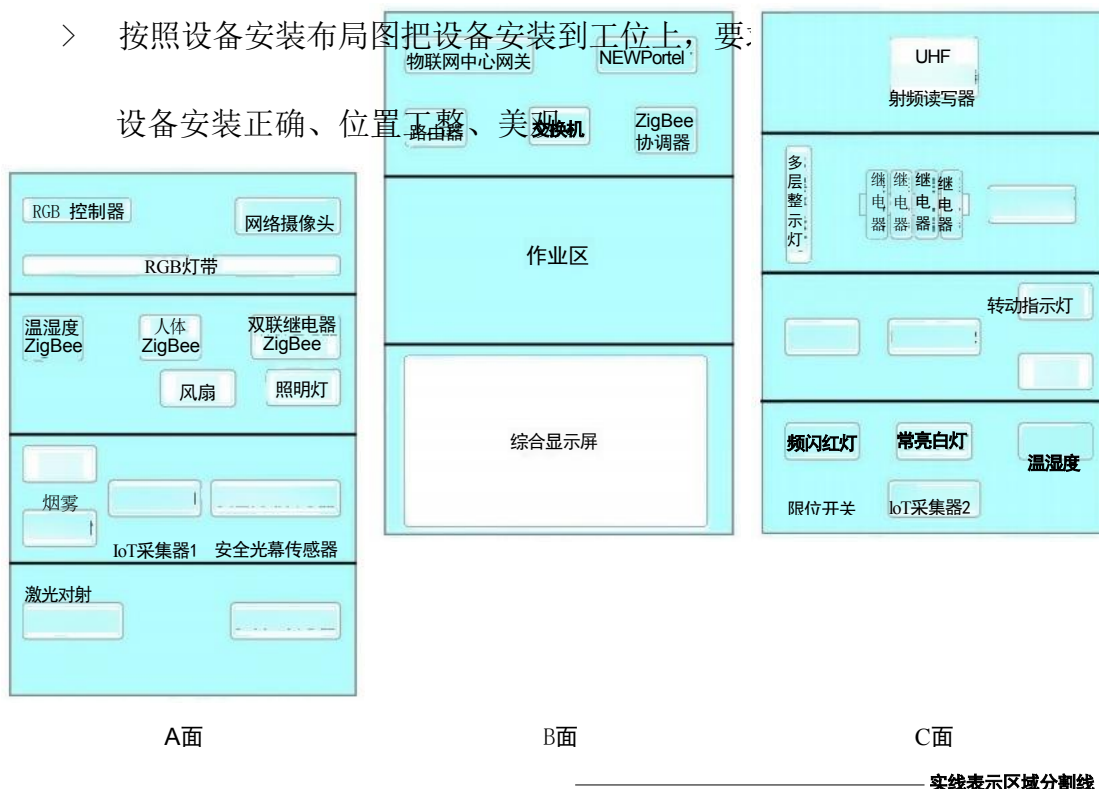 > 按照设备安装布局图把设备安装到工位上，要
设备安装正确、位置工整、美观
RGB 控制器
网络摄像头
RGB灯带
温湿度
ZigBee
人体
ZigBee
双联继电器
ZigBee
风扇
照明灯
烟雾
IoT采集器1
安全光幕传感器
激光对射
A面
物联网中心网关
NEWPortel
路由器
交换机
ZigBee
协调器
作业区
综合显示屏
B面
UHF
射频读写器
多层整示灯
继电器
继电器
继电器
继电器
转动指示灯
频闪红灯
常亮白灯
温湿度
限位开关
IoT采集器2
C面
实线表示区域分割线